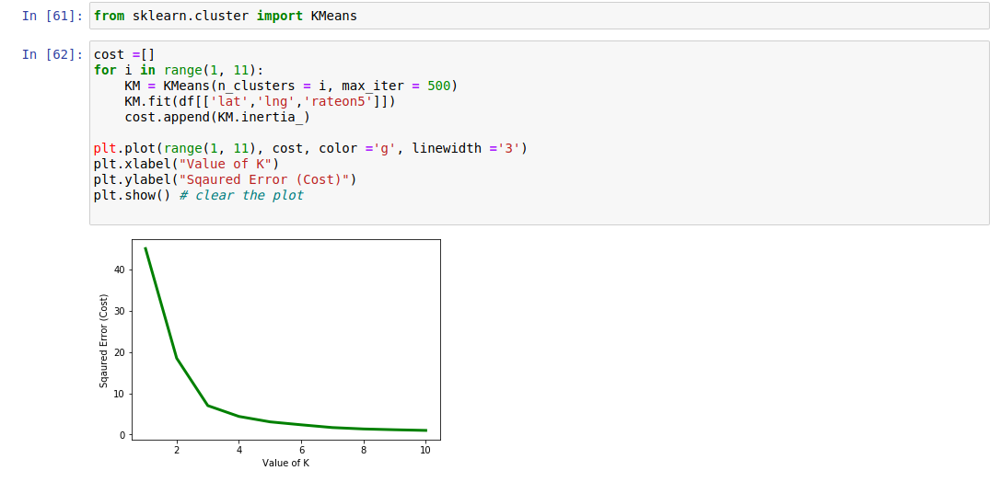 In [61]: from sklearn.cluster import KMeans
In [62]: cost =[]
for i in range(1, 11):
    KM = KMeans(n_clusters = i, max_iter = 500)
    KM.fit(df[['lat','lng','rateon5']])
    cost.append(KM.inertia_)
plt.plot(range(1, 11), cost, color ='g', linewidth ='3')
plt.xlabel("Value of K")
plt.ylabel("Sqaured Error (Cost)")
plt.show() # clear the plot
Sqaured Error (Cost)
40
30
20
10
0
2 4 6 8 10
Value of K